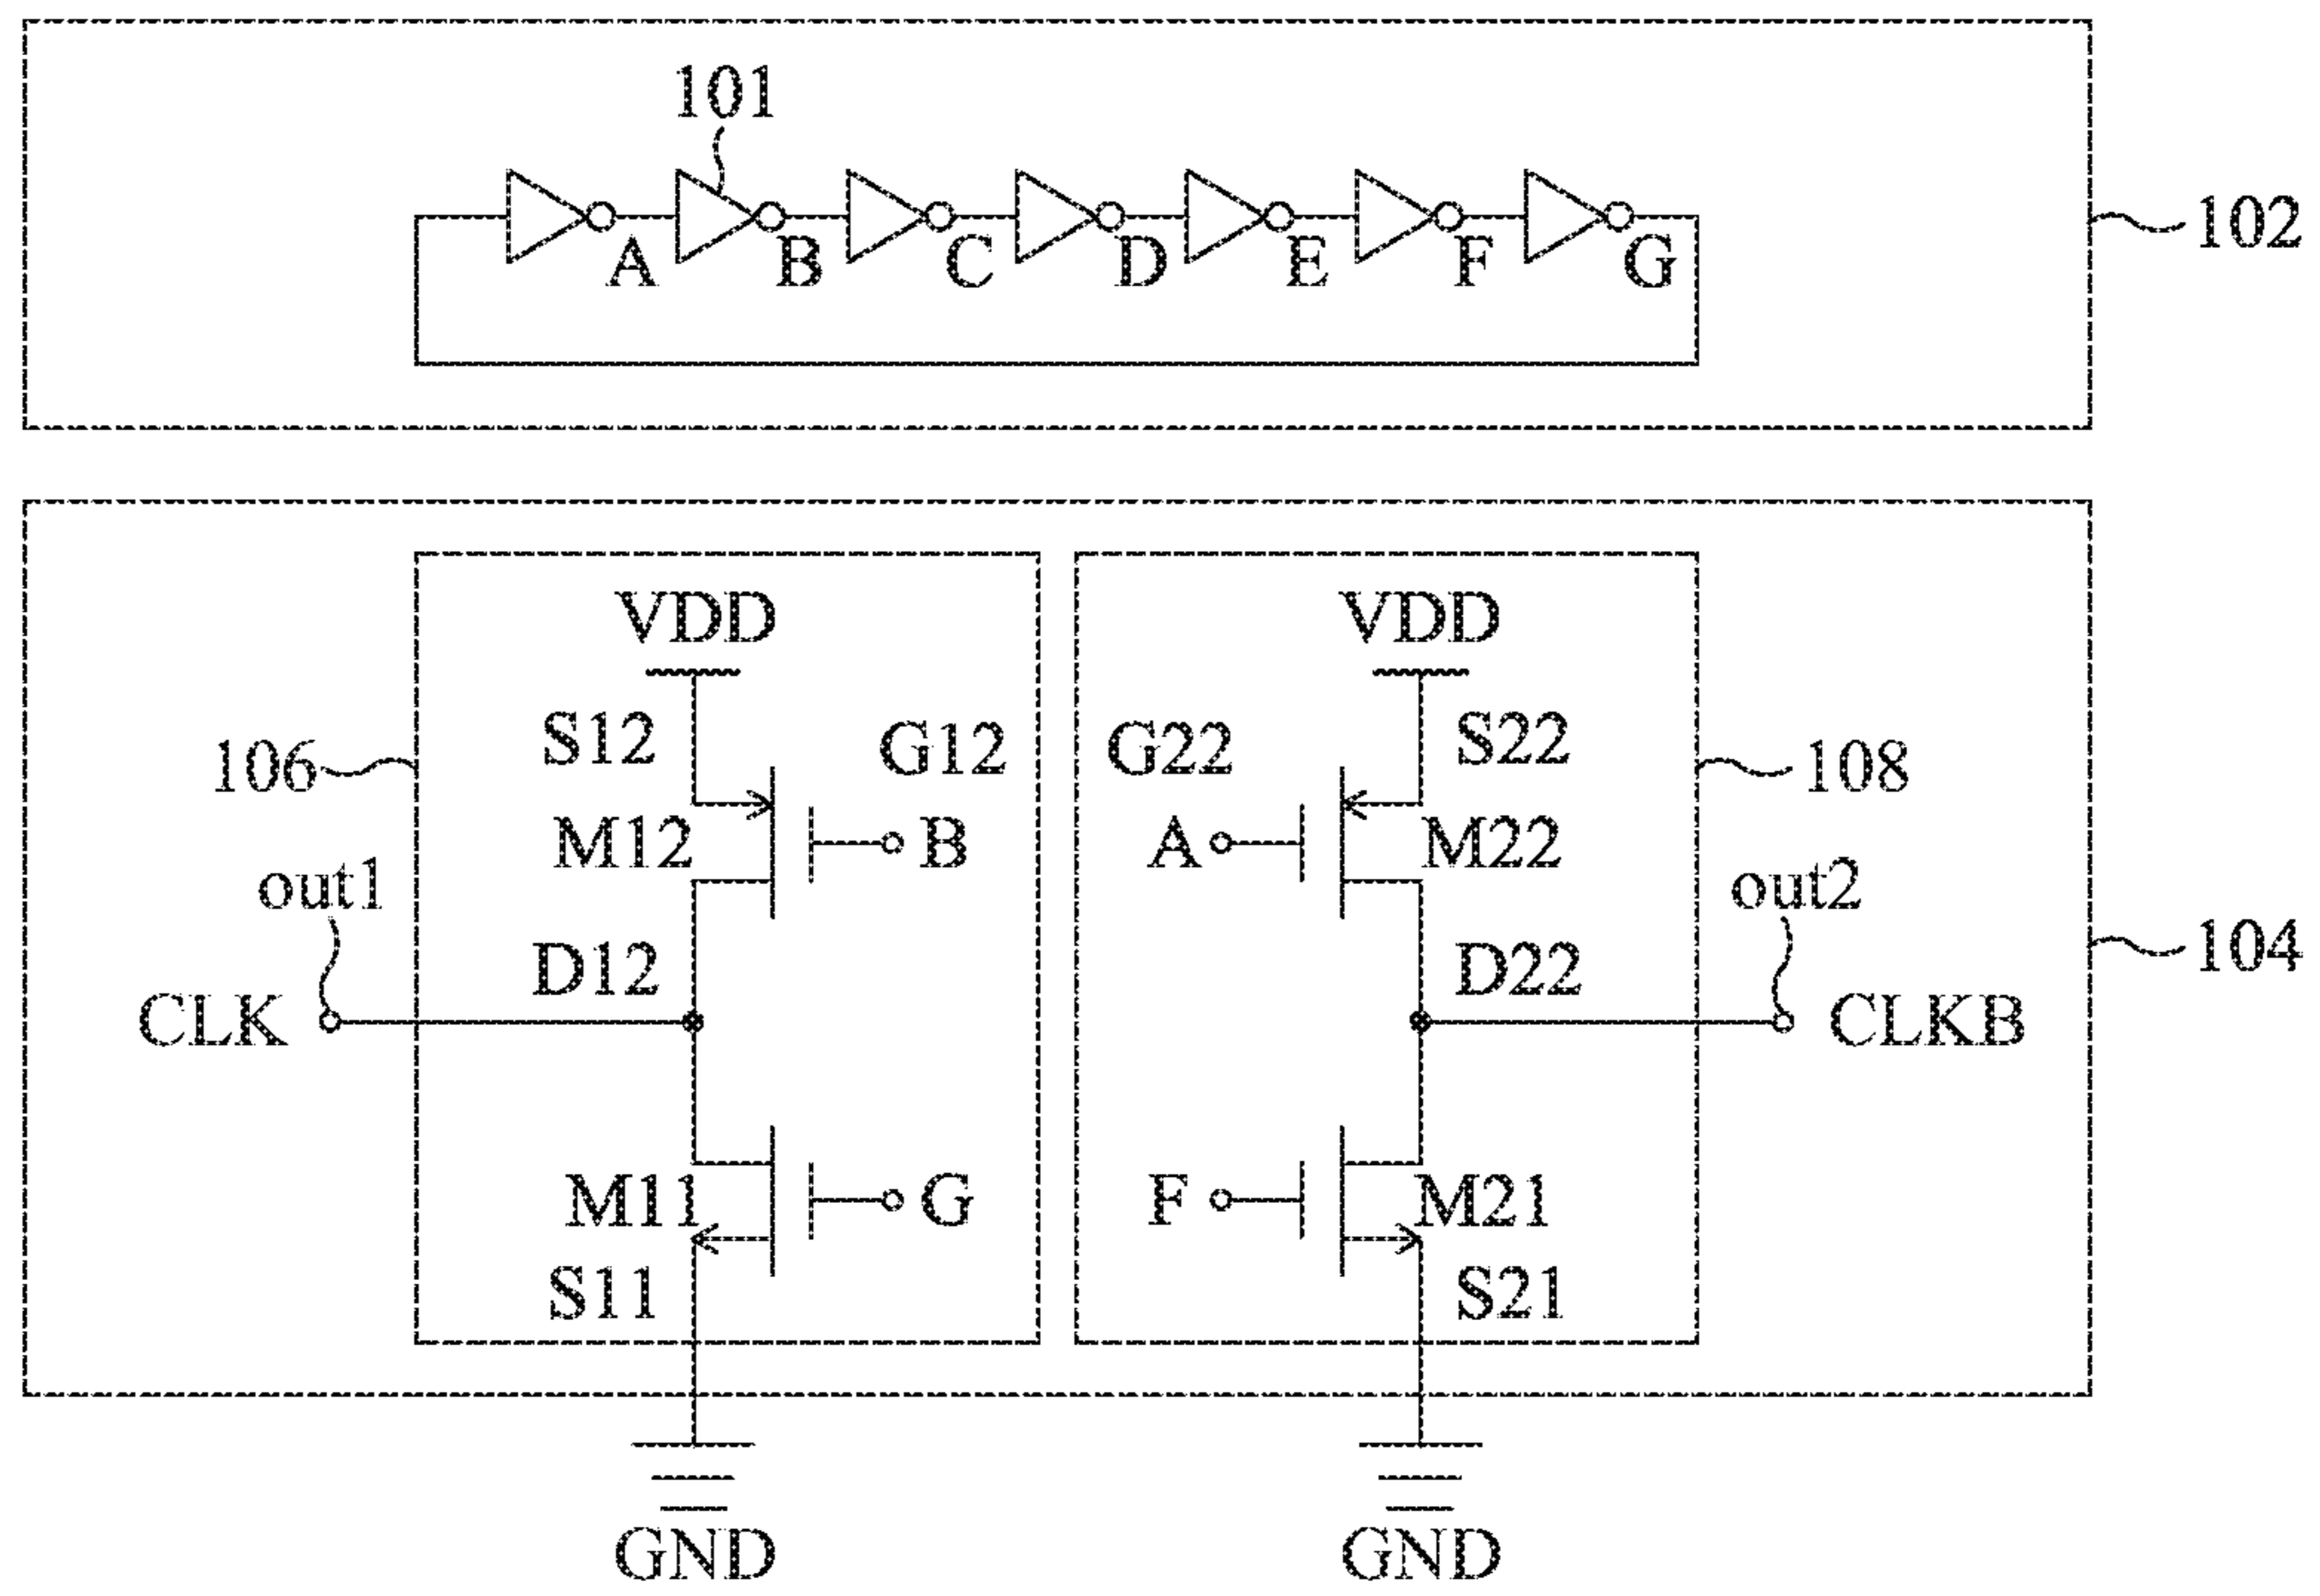 101
A B C D E F G
102
VDD VDD
S12 G12 G22 S22
106 108
M12 B A M22
out1 out2
D12 D22
104
CLK CLKB
M11 G F M21
S11 S21
GND GND